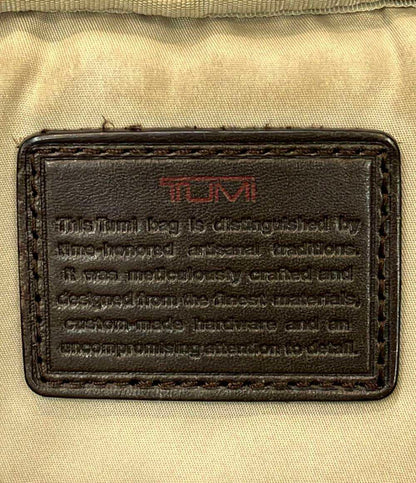 TUMI
This Tumi bag is distinguished by
time-honored artisanal traditions.
It was meticulously crafted and
designed from the finest materials,
custom-made hardware and an
uncompromising attention to detail.